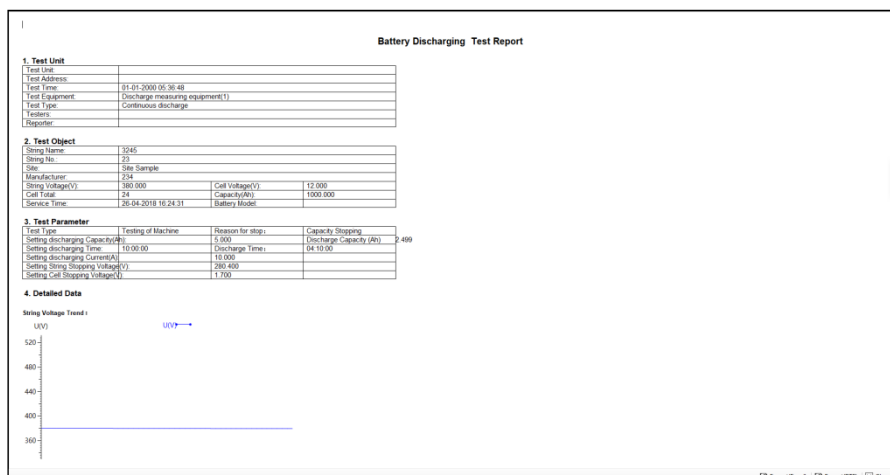 Battery Discharging Test Report
1. Test Unit
Test Unit:
Test Address:
Test Time: 01-01-2000 05:36:48
Test Equipment: Discharge measuring equipment(1)
Test Type: Continuous discharge
Testers:
Reporter:
2. Test Object
String Name: 3245
String No.: 23
Site: Site Sample
Manufacturer: 234
String Voltage(V): 380.000 Cell Voltage(V): 12.000
Cell Total: 24 Capacity(Ah): 1000.000
Service Time: 26-04-2018 16:24:31 Battery Model:
3. Test Parameter
Test Type Testing of Machine Reason for stop: Capacity Stopping
Setting discharging Capacity(Ah): 5.000 Discharge Capacity (Ah) 2.499
Setting discharging Time: 10:00:00 Discharge Time: 04:10:00
Setting discharging Current(A): 10.000
Setting String Stopping Voltage(V): 280.400
Setting Cell Stopping Voltage(V): 1.700
4. Detailed Data
String Voltage Trend:
U(V) U(V)
520
480
440
400
360